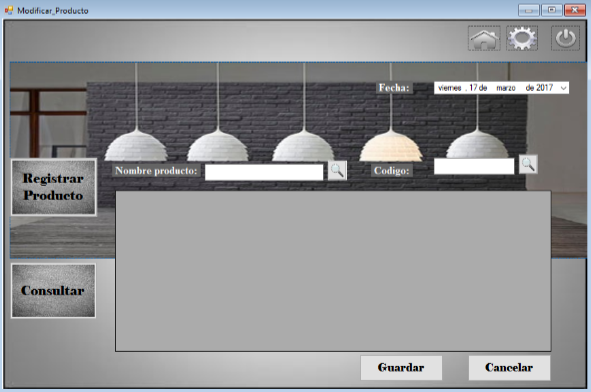 Modificar_Producto
Fecha: viernes , 17 de marzo de 2017
Nombre producto: Codigo:
Registrar
Producto
Consultar
Guardar Cancelar